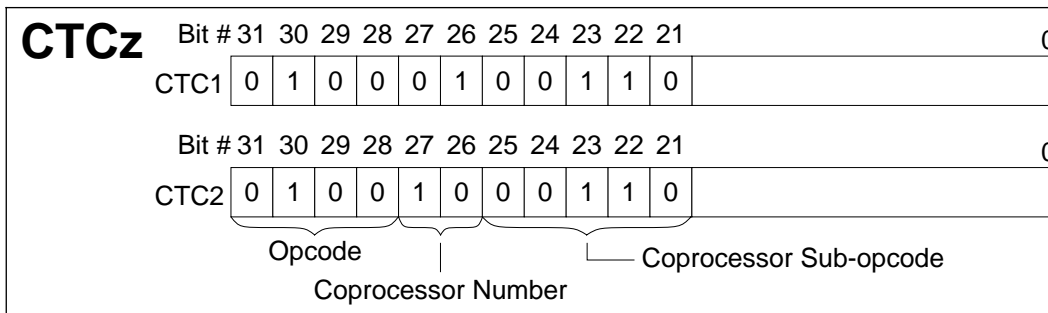 CTCz Bit # 31 30 29 28 27 26 25 24 23 22 21 0
CTC1 0 1 0 0 0 1 0 0 1 1 0
Bit # 31 30 29 28 27 26 25 24 23 22 21 0
CTC2 0 1 0 0 1 0 0 0 1 1 0
Opcode Coprocessor Sub-opcode
Coprocessor Number